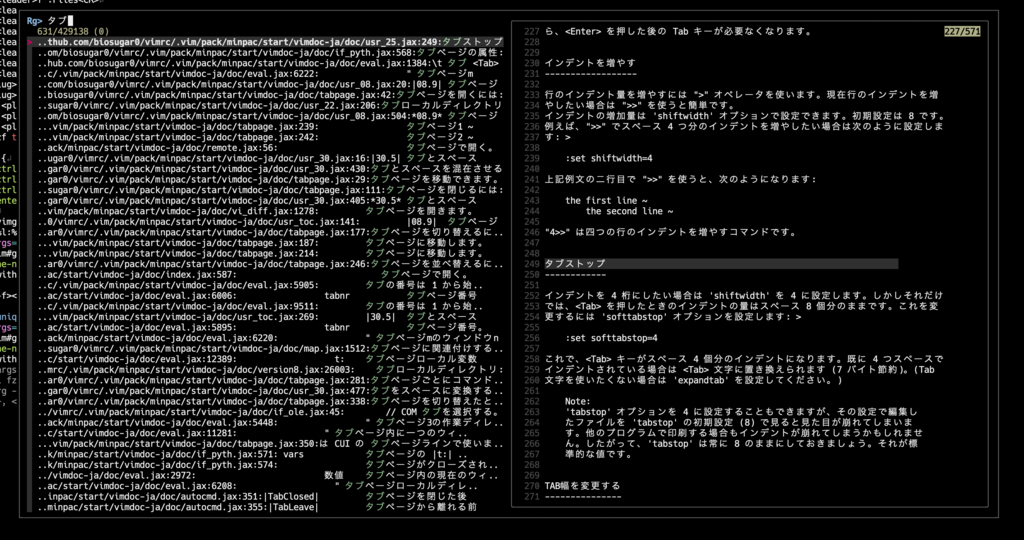 Rg> タブ
631/429138 (0)
> ..thub.com/biosugar0/vimrc/.vim/pack/minpac/start/vimdoc-ja/doc/usr_25.jax:249:タブストップ
..om/biosugar0/vimrc/.vim/pack/minpac/start/vimdoc-ja/doc/if_pyth.jax:568:タブページの属性:
..hub.com/biosugar0/vimrc/.vim/pack/minpac/start/vimdoc-ja/doc/eval.jax:1384:\t タブ <Tab>
..c/.vim/pack/minpac/start/vimdoc-ja/doc/eval.jax:6222: " タブページm
..com/biosugar0/vimrc/.vim/pack/minpac/start/vimdoc-ja/doc/usr_08.jax:20:|08.9| タブページ
..biosugar0/vimrc/.vim/pack/minpac/start/vimdoc-ja/doc/tabpage.jax:42:タブページを開くには:
..gar0/vimrc/.vim/pack/minpac/start/vimdoc-ja/doc/usr_22.jax:206:タブローカルディレクトリ
..om/biosugar0/vimrc/.vim/pack/minpac/start/vimdoc-ja/doc/usr_08.jax:504:*08.9* タブページ
...vim/pack/minpac/start/vimdoc-ja/doc/tabpage.jax:239: タブページ1 ~
...vim/pack/minpac/start/vimdoc-ja/doc/tabpage.jax:242: タブページ2 ~
..ack/minpac/start/vimdoc-ja/doc/remote.jax:56: タブページで開く。
..ugar0/vimrc/.vim/pack/minpac/start/vimdoc-ja/doc/usr_30.jax:16:|30.5| タブとスペース
..gar0/vimrc/.vim/pack/minpac/start/vimdoc-ja/doc/usr_30.jax:430:タブとスペースを混在させる
..gar0/vimrc/.vim/pack/minpac/start/vimdoc-ja/doc/tabpage.jax:29:タブページを移動できます。
..sugar0/vimrc/.vim/pack/minpac/start/vimdoc-ja/doc/tabpage.jax:111:タブページを閉じるには:
..gar0/vimrc/.vim/pack/minpac/start/vimdoc-ja/doc/usr_30.jax:405:*30.5* タブとスペース
..vim/pack/minpac/start/vimdoc-ja/doc/vi_diff.jax:1278: タブページを開きます。
..0/vimrc/.vim/pack/minpac/start/vimdoc-ja/doc/usr_toc.jax:141: |08.9| タブページ
..ar0/vimrc/.vim/pack/minpac/start/vimdoc-ja/doc/tabpage.jax:177:タブページを切り替えるに..
...vim/pack/minpac/start/vimdoc-ja/doc/tabpage.jax:187: タブページに移動します。
...vim/pack/minpac/start/vimdoc-ja/doc/tabpage.jax:214: タブページに移動します。
..ar0/vimrc/.vim/pack/minpac/start/vimdoc-ja/doc/tabpage.jax:246:タブページを並べ替えるに..
..ac/start/vimdoc-ja/doc/index.jax:587: タブページで開く。
..c/.vim/pack/minpac/start/vimdoc-ja/doc/eval.jax:5905: タブの番号は 1 から始..
..ac/start/vimdoc-ja/doc/eval.jax:6006: tabnr タブページ番号
..c/.vim/pack/minpac/start/vimdoc-ja/doc/eval.jax:9511: タブの番号は 1 から始..
..vim/pack/minpac/start/vimdoc-ja/doc/usr_toc.jax:269: |30.5| タブとスペース
..ac/start/vimdoc-ja/doc/eval.jax:5895: tabnr タブページ番号。
..c/.vim/pack/minpac/start/vimdoc-ja/doc/eval.jax:6220: " タブページmのウィンドウn
..ugar0/vimrc/.vim/pack/minpac/start/vimdoc-ja/doc/map.jax:1512:タブページに関連付けする..
..c/start/vimdoc-ja/doc/eval.jax:12389: t: タブページローカル変数
..mrc/.vim/pack/minpac/start/vimdoc-ja/doc/version8.jax:26003: タブローカルディレクトリ:
..ar0/vimrc/.vim/pack/minpac/start/vimdoc-ja/doc/tabpage.jax:281:タブページごとにコマンド..
..gar0/vimrc/.vim/pack/minpac/start/vimdoc-ja/doc/usr_30.jax:477:タブをスペースに変換する..
..ar0/vimrc/.vim/pack/minpac/start/vimdoc-ja/doc/tabpage.jax:338:タブページを切り替えたと..
../vimrc/.vim/pack/minpac/start/vimdoc-ja/doc/if_ole.jax:45: // COM タブを選択する。
..ack/minpac/start/vimdoc-ja/doc/eval.jax:5448 " タブページ3の作業ディレ..
..c/start/vimdoc-ja/doc/eval.jax:11281: " タブページ内に一つのウィ..
...vim/pack/minpac/start/vimdoc-ja/doc/tabpage.jax:350:は CUI の タブページラインで使いま..
..k/minpac/start/vimdoc-ja/doc/if_pyth.jax:571: vars タブページの |t:| ..
..k/minpac/start/vimdoc-ja/doc/if_pyth.jax:574: タブページがクローズされ..
../vimdoc-ja/doc/eval.jax:2972: 数値 タブページ内の現在のウィ..
..ac/start/vimdoc-ja/doc/eval.jax:6208: " タブページローカルディレ..
..inpac/start/vimdoc-ja/doc/autocmd.jax:351:|TabClosed| タブページを閉じた後
..minpac/start/vimdoc-ja/doc/autocmd.jax:355:|TabLeave| タブページから離れる前
227 ら、<Enter> を押した後の Tab キーが必要なくなります。 227/571
228
229
230 インデントを増やす
231 ------------------
232
233 行のインデント量を増やすには ">" オペレータを使います。現在行のインデントを増
234 やしたい場合は ">>" を使うと簡単です。
235 インデントの増加量は 'shiftwidth' オプションで設定できます。初期設定は 8 です。
236 例えば、">>" でスペース 4 つ分のインデントを増やしたい場合は次のように設定しま
237 す: >
238
239 :set shiftwidth=4
240
241 上記例文の二行目で ">>" を使うと、次のようになります:
242
243 the first line ~
244 the second line ~
245
246 "4>>" は四つの行のインデントを増やすコマンドです。
247
248
249 タブストップ
250 ------------
251
252 インデントを 4 桁にしたい場合は 'shiftwidth' を 4 に設定します。しかしそれだけ
253 では、<Tab> を押したときのインデントの量はスペース 8 個分のままです。これを変
254 更するには 'softtabstop' オプションを設定します: >
255
256 :set softtabstop=4
257
258 これで、<Tab> キーがスペース 4 個分のインデントになります。既に 4 つスペースで
259 インデントされている場合は <Tab> 文字に置き換えられます (7 バイト節約)。(Tab
260 文字を使いたくない場合は 'expandtab' を設定してください。)
261
262 Note:
263 'tabstop' オプションを 4 に設定することもできますが、その設定で編集し
264 たファイルを 'tabstop' の初期設定 (8) で見ると見た目が崩れてしまいま
265 す。他のプログラムで印刷する場合もインデントが崩れてしまうかもしれませ
266 ん。したがって、'tabstop' は常に 8 のままにしておきましょう。それが標
267 準的な値です。
268
269
270 TAB幅を変更する
271 ---------------